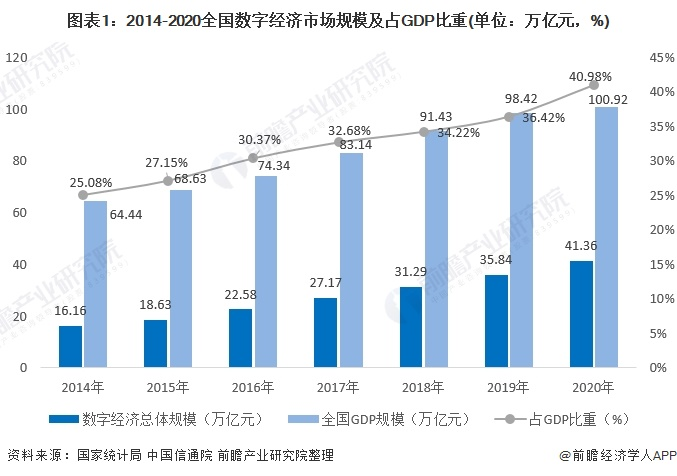 图表1：2014-2020全国数字经济市场规模及占GDP比重(单位：万亿元，%)
120 45%
100 40%
80 35%
60 30%
40 25%
20 20%
0 15%
10%
5%
0%
25.08% 27.15% 30.37% 32.68% 34.22% 36.42% 40.98%
64.44 68.63 74.34 83.14 91.43 98.42 100.92
16.16 18.63 22.58 27.17 31.29 35.84 41.36
2014年 2015年 2016年 2017年 2018年 2019年 2020年
数字经济总体规模（万亿元） 全国GDP规模（万亿元） 占GDP比重（%）
资料来源：国家统计局 中国信通院 前瞻产业研究院整理 @前瞻经济学人APP
前瞻产业研究院